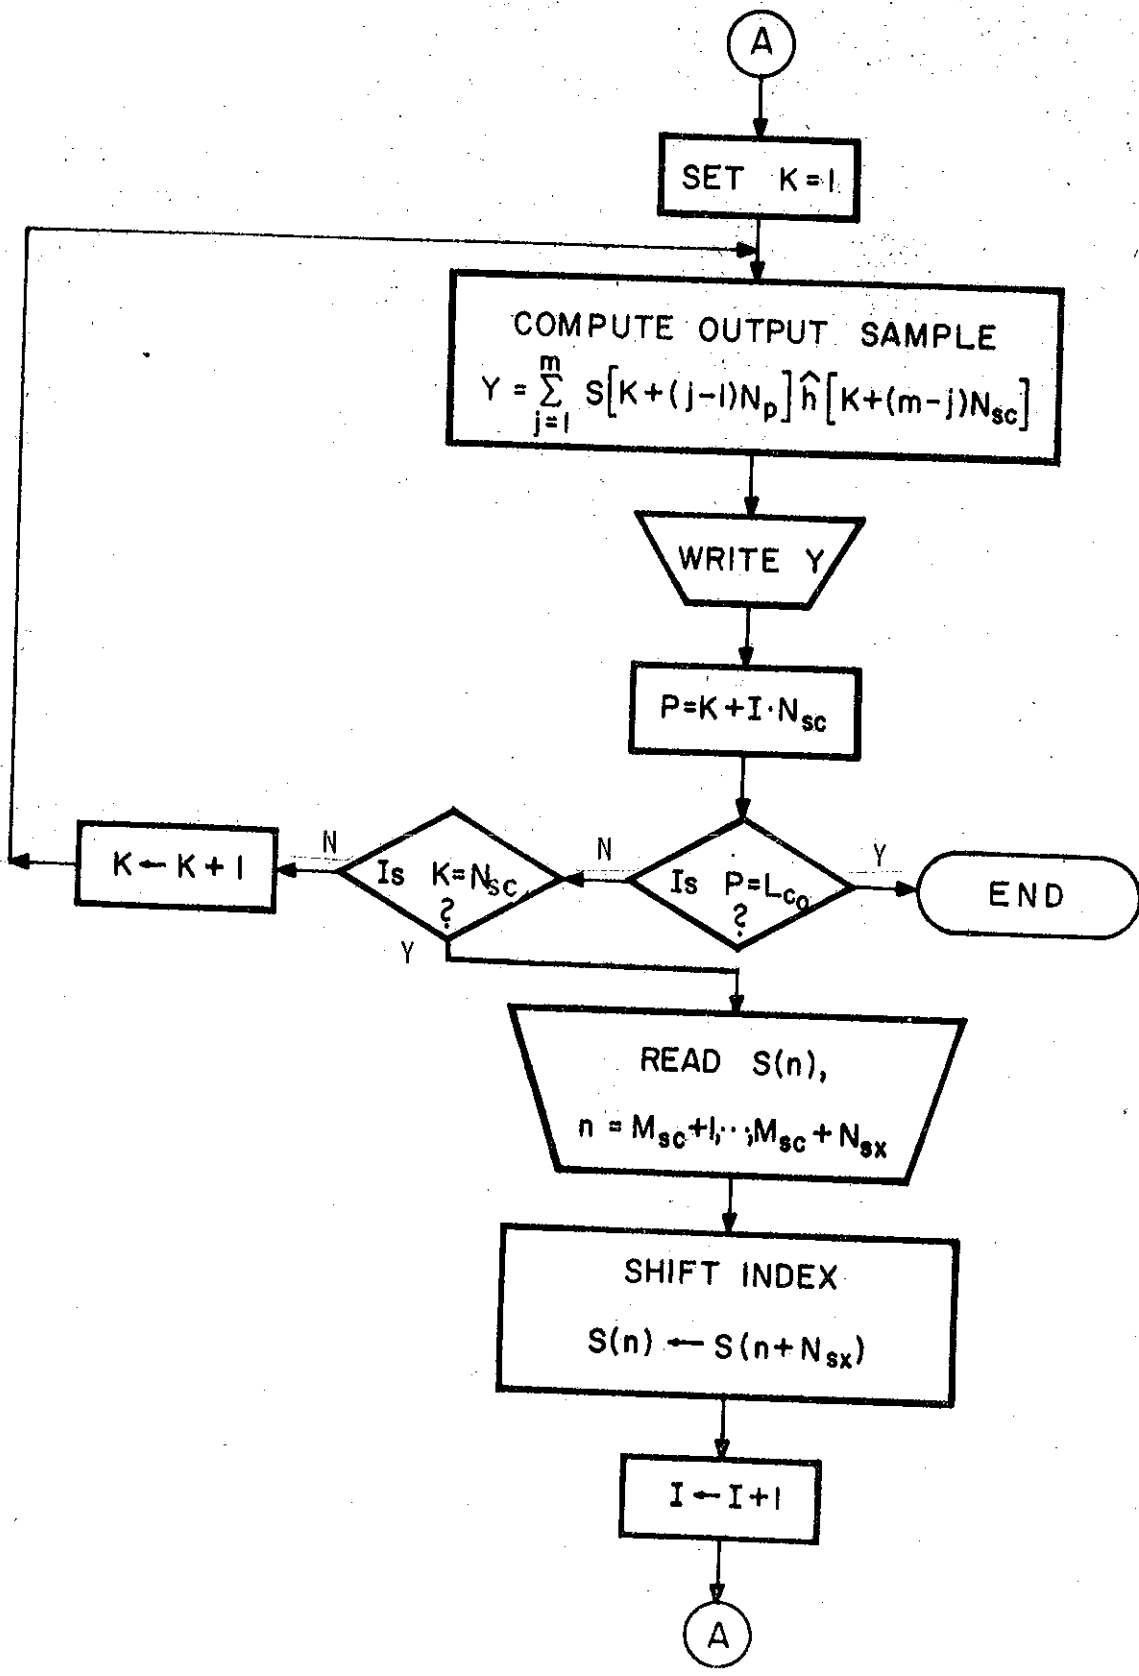 A
SET K=1
COMPUTE OUTPUT SAMPLE
Y = \sum_{j=1}^{m} S[K+(j-1)N_p] ĥ[K+(m-j)N_sc]
WRITE Y
P=K+I·N_sc
K ← K+1
N
Is K=N_sc
?
N
Is P=L_co
?
Y
END
Y
READ S(n),
n = M_sc+1,··,M_sc+N_sx
SHIFT INDEX
S(n) ← S(n+N_sx)
I ← I+1
A